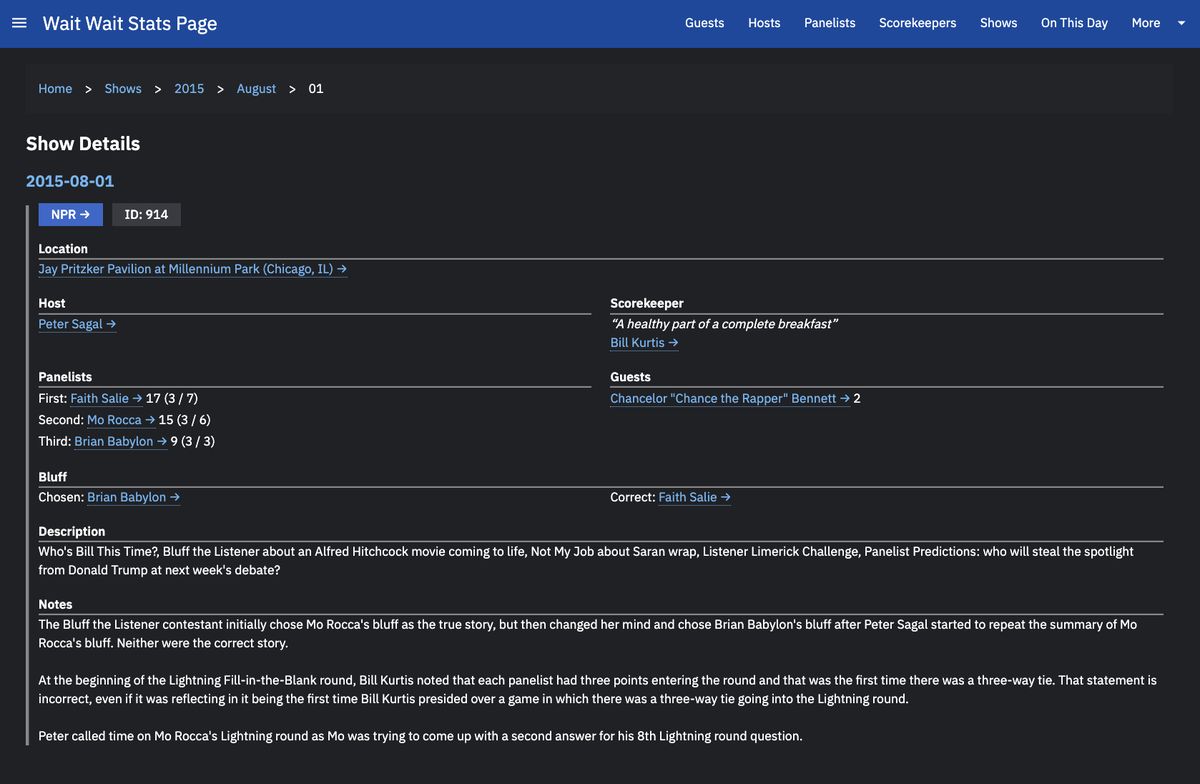 Wait Wait Stats Page
Guests Hosts Panelists Scorekeepers Shows On This Day More
Home > Shows > 2015 > August > 01
Show Details
2015-08-01
NPR → ID: 914
Location
Jay Pritzker Pavilion at Millennium Park (Chicago, IL) →
Host
Peter Sagal →
Scorekeeper
“A healthy part of a complete breakfast”
Bill Kurtis →
Panelists
First: Faith Salie → 17 (3 / 7)
Second: Mo Rocca → 15 (3 / 6)
Third: Brian Babylon → 9 (3 / 3)
Guests
Chancelor "Chance the Rapper" Bennett → 2
Bluff
Chosen: Brian Babylon →
Correct: Faith Salie →
Description
Who's Bill This Time?, Bluff the Listener about an Alfred Hitchcock movie coming to life, Not My Job about Saran wrap, Listener Limerick Challenge, Panelist Predictions: who will steal the spotlight
from Donald Trump at next week's debate?
Notes
The Bluff the Listener contestant initially chose Mo Rocca's bluff as the true story, but then changed her mind and chose Brian Babylon's bluff after Peter Sagal started to repeat the summary of Mo
Rocca's bluff. Neither were the correct story.
At the beginning of the Lightning Fill-in-the-Blank round, Bill Kurtis noted that each panelist had three points entering the round and that was the first time there was a three-way tie. That statement is
incorrect, even if it was reflecting in it being the first time Bill Kurtis presided over a game in which there was a three-way tie going into the Lightning round.
Peter called time on Mo Rocca's Lightning round as Mo was trying to come up with a second answer for his 8th Lightning round question.